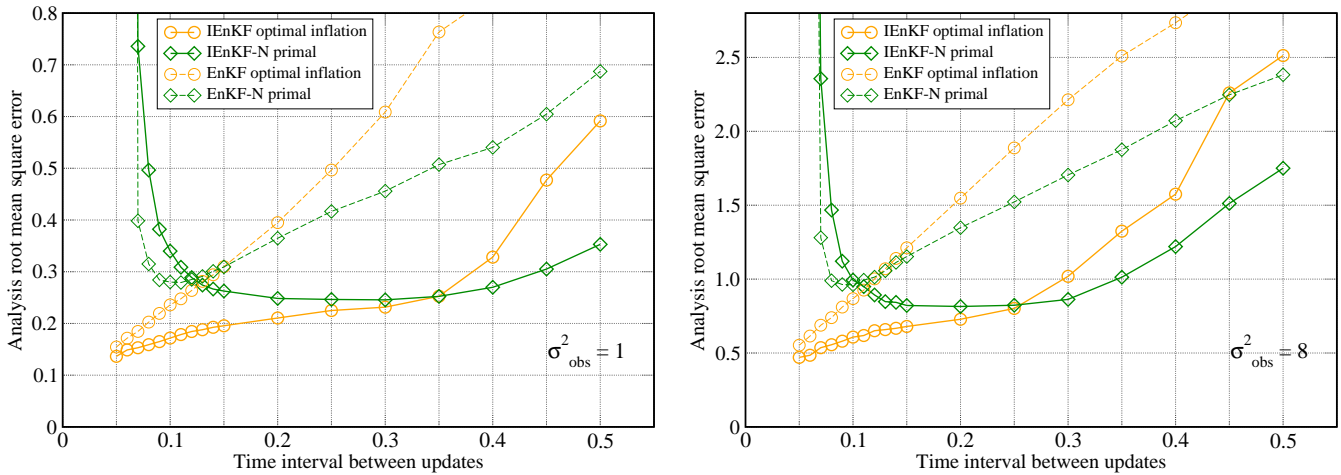 Analysis root mean square error
0.8
0.7
0.6
0.5
0.4
0.3
0.2
0.1
0
0.1
0.2
0.3
0.4
0.5
Time interval between updates
IEnKF optimal inflation
IEnKF-N primal
EnKF optimal inflation
EnKF-N primal
σ²obs = 1
Analysis root mean square error
2.5
2.0
1.5
1.0
0.5
0
0
0.1
0.2
0.3
0.4
0.5
Time interval between updates
IEnKF optimal inflation
IEnKF-N primal
EnKF optimal inflation
EnKF-N primal
σ²obs = 8